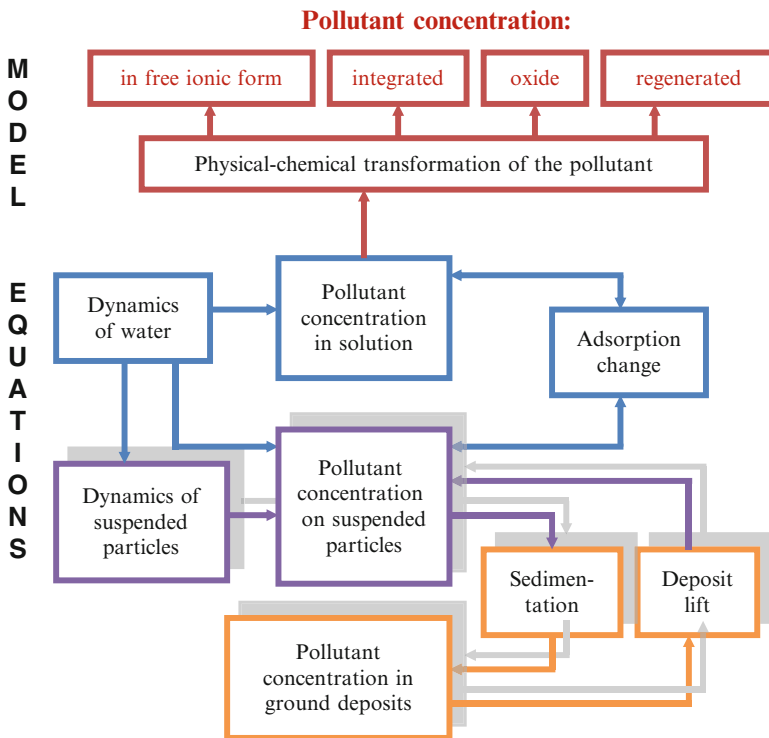 Pollutant concentration:
MODEL EQUATIONS
in free ionic form
integrated
oxide
regenerated
Physical-chemical transformation of the pollutant
Dynamics
of water
Pollutant
concentration
in solution
Adsorption
change
Dynamics of
suspended
particles
Pollutant
concentration
on suspended
particles
Sedimen-
tation
Deposit
lift
Pollutant
concentration in
ground deposits